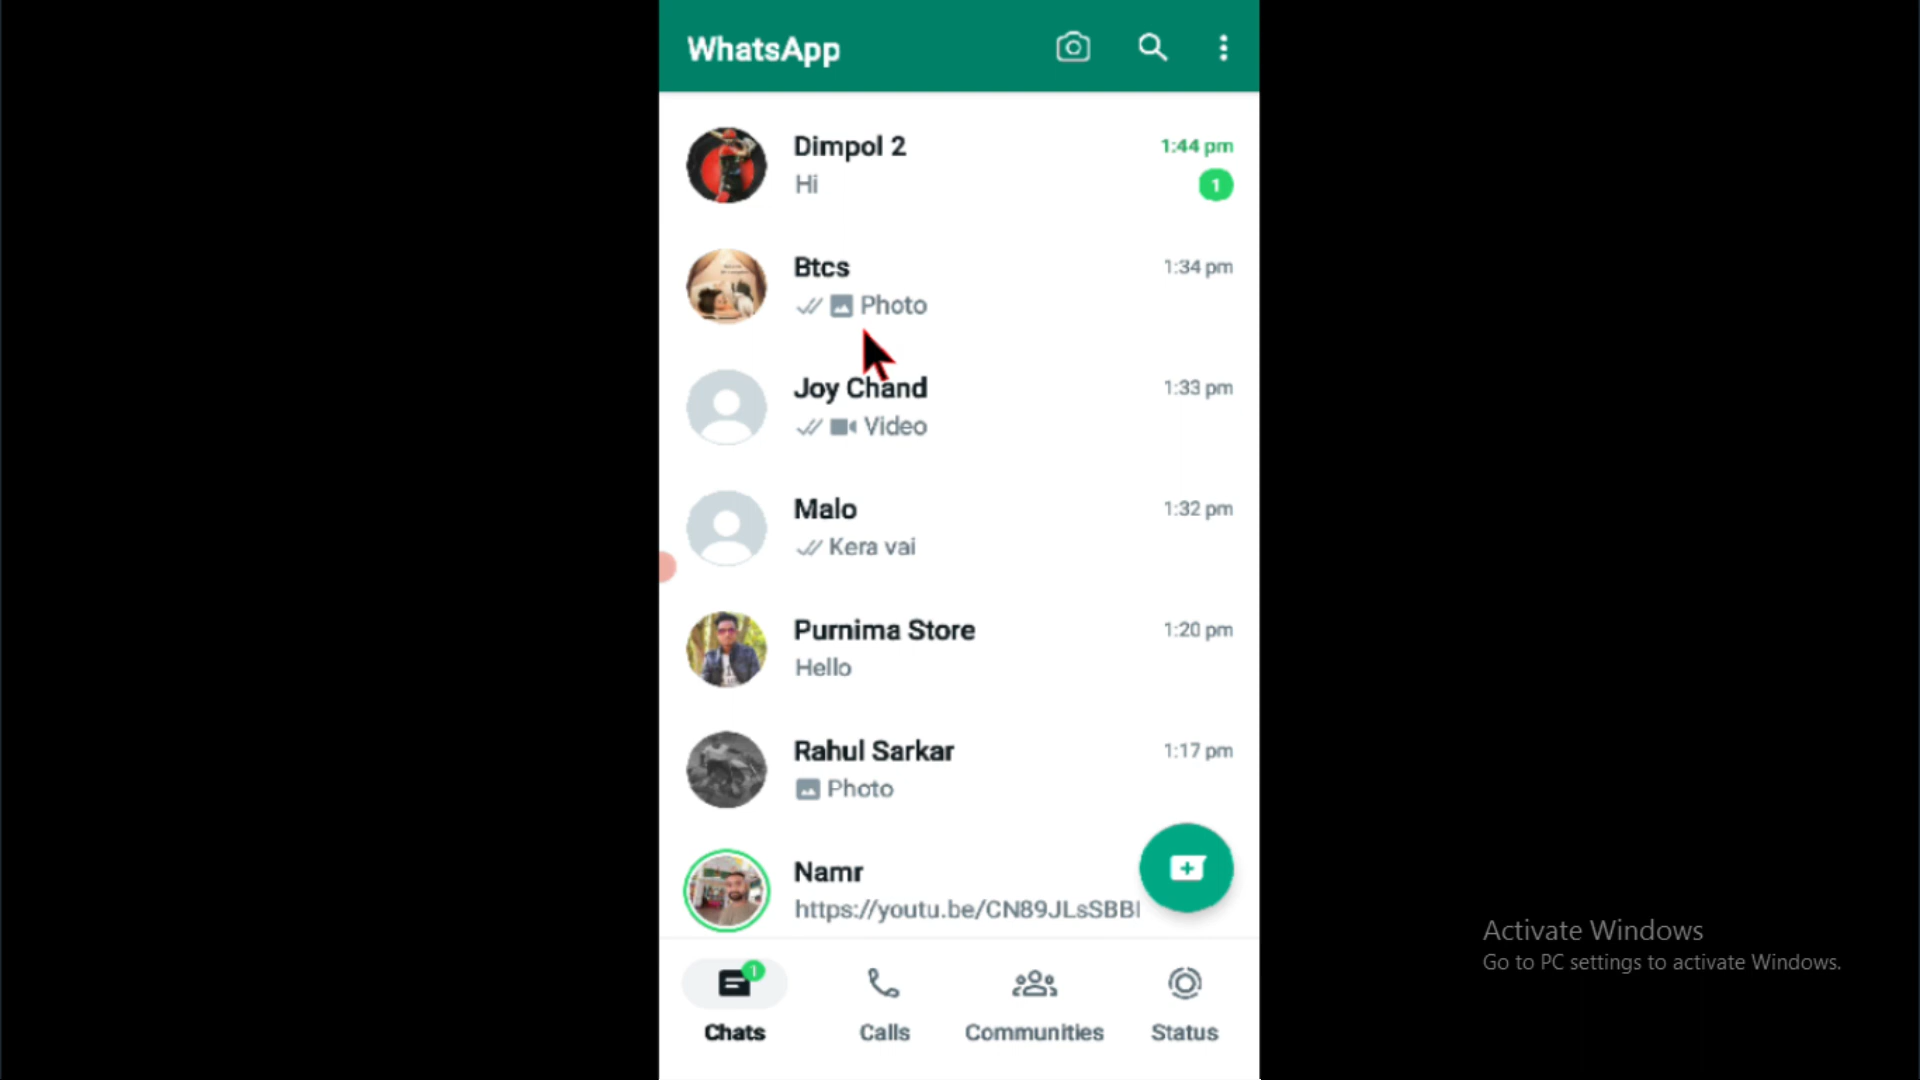 WhatsApp
Dimpol 2
1:44 pm
Hi
1
Btcs
1:34 pm
Photo
Joy Chand
1:33 pm
Video
Malo
1:32 pm
Kera vai
Purnima Store
1:20 pm
Hello
Rahul Sarkar
1:17 pm
Photo
Namr
https://youtu.be/CN89JLsSBB
1
Chats
Calls
Communities
Status
Activate Windows
Go to PC settings to activate Windows.